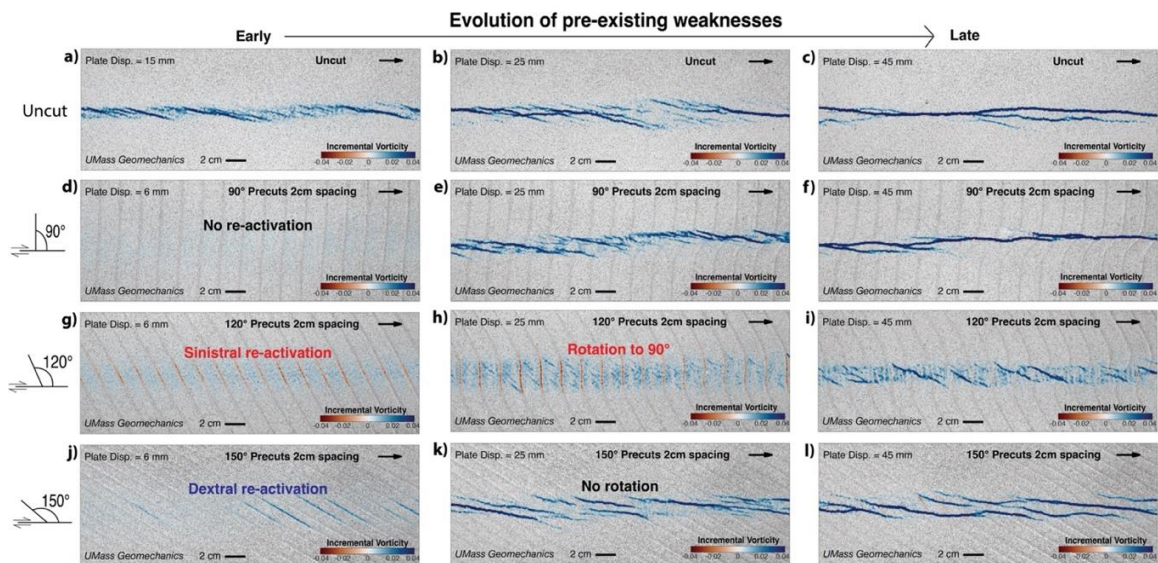 Evolution of pre-existing weaknesses
Early
Late
a)
Plate Disp. = 15 mm
Uncut
Uncut
Incremental Vorticity
-0.04 -0.02 0 0.02 0.04
UMass Geomechanics 2 cm
b)
Plate Disp. = 25 mm
Uncut
Incremental Vorticity
-0.04 -0.02 0 0.02 0.04
UMass Geomechanics 2 cm
c)
Plate Disp. = 45 mm
Uncut
Incremental Vorticity
-0.04 -0.02 0 0.02 0.04
UMass Geomechanics 2 cm
90°
d)
Plate Disp. = 6 mm
90° Precuts 2cm spacing
No re-activation
Incremental Vorticity
-0.04 -0.02 0 0.02 0.04
UMass Geomechanics 2 cm
e)
Plate Disp. = 25 mm
90° Precuts 2cm spacing
Incremental Vorticity
-0.04 -0.02 0 0.02 0.04
UMass Geomechanics 2 cm
f)
Plate Disp. = 45 mm
90° Precuts 2cm spacing
Incremental Vorticity
-0.04 -0.02 0 0.02 0.04
UMass Geomechanics 2 cm
120°
g)
Plate Disp. = 6 mm
120° Precuts 2cm spacing
Sinistral re-activation
Incremental Vorticity
-0.04 -0.02 0 0.02 0.04
UMass Geomechanics 2 cm
h)
Plate Disp. = 25 mm
120° Precuts 2cm spacing
Rotation to 90°
Incremental Vorticity
-0.04 -0.02 0 0.02 0.04
UMass Geomechanics 2 cm
i)
Plate Disp. = 45 mm
120° Precuts 2cm spacing
Incremental Vorticity
-0.04 -0.02 0 0.02 0.04
UMass Geomechanics 2 cm
150°
j)
Plate Disp. = 6 mm
150° Precuts 2cm spacing
Dextral re-activation
Incremental Vorticity
-0.04 -0.02 0 0.02 0.04
UMass Geomechanics 2 cm
k)
Plate Disp. = 25 mm
150° Precuts 2cm spacing
No rotation
Incremental Vorticity
-0.04 -0.02 0 0.02 0.04
UMass Geomechanics 2 cm
l)
Plate Disp. = 45 mm
150° Precuts 2cm spacing
Incremental Vorticity
-0.04 -0.02 0 0.02 0.04
UMass Geomechanics 2 cm